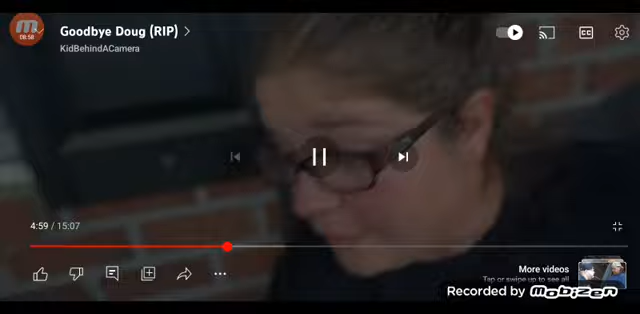 Goodbye Doug (RIP)
KidBehindACamera
m
08:58
CC
4:59 / 15:07
More videos
Tap or swipe up to see all
Recorded by mobizen